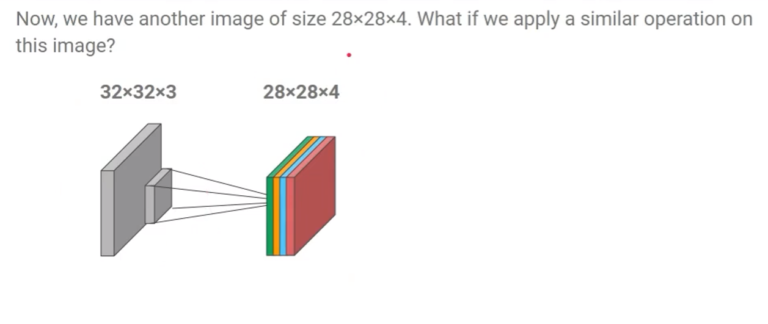 Now, we have another image of size 28×28×4. What if we apply a similar operation on
this image?
32×32×3
28×28×4